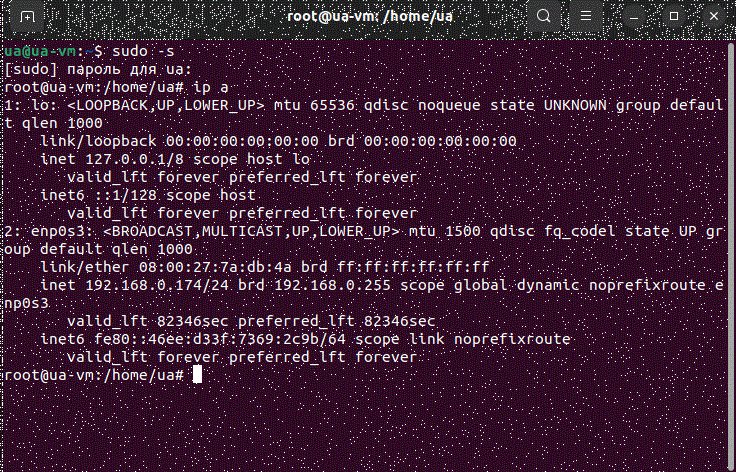 root@ua-vm: /home/ua
ua@ua-vm:~$ sudo -s
[sudo] пароль для ua:
root@ua-vm:/home/ua# ip a
1: lo: <LOOPBACK,UP,LOWER_UP> mtu 65536 qdisc noqueue state UNKNOWN group defaul
t qlen 1000
    link/loopback 00:00:00:00:00:00 brd 00:00:00:00:00:00
    inet 127.0.0.1/8 scope host lo
       valid_lft forever preferred_lft forever
    inet6 ::1/128 scope host
       valid_lft forever preferred_lft forever
2: enp0s3: <BROADCAST,MULTICAST,UP,LOWER_UP> mtu 1500 qdisc fq_codel state UP gr
oup default qlen 1000
    link/ether 08:00:27:7a:db:4a brd ff:ff:ff:ff:ff:ff
    inet 192.168.0.174/24 brd 192.168.0.255 scope global dynamic noprefixroute e
np0s3
       valid_lft 82346sec preferred_lft 82346sec
    inet6 fe80::46ee:d33f:7369:2c9b/64 scope link noprefixroute
       valid_lft forever preferred_lft forever
root@ua-vm:/home/ua#